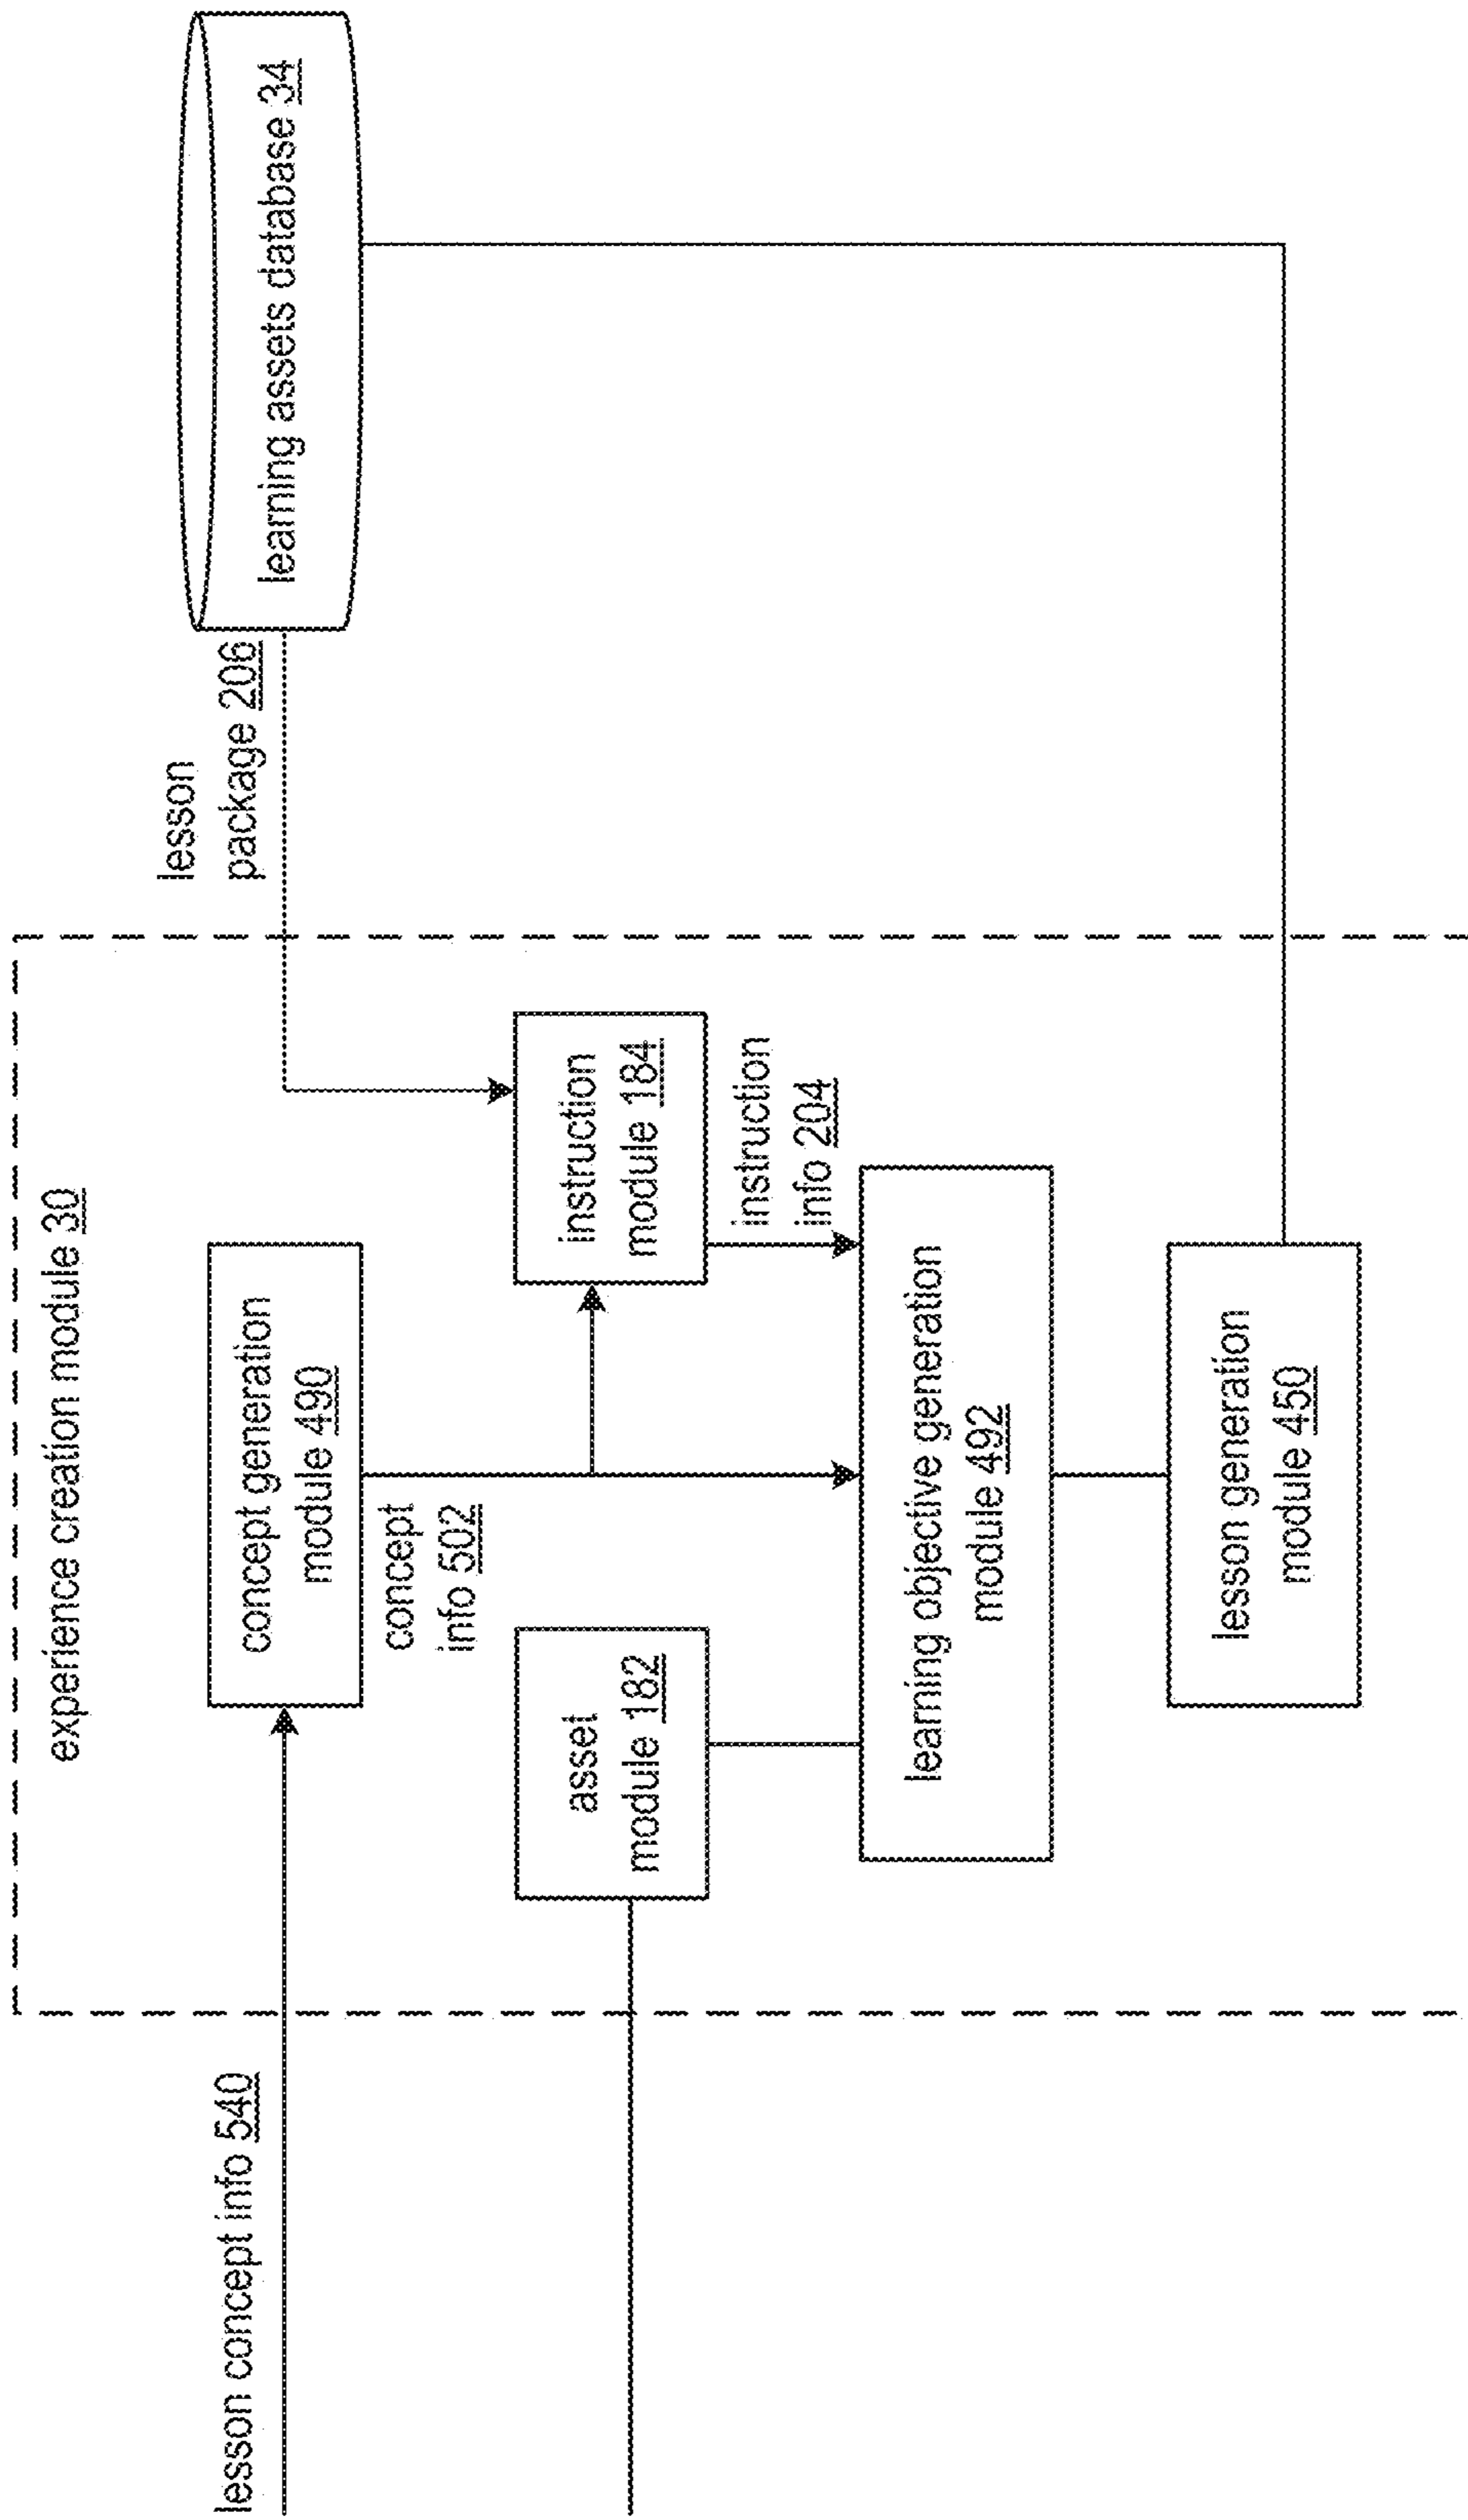 experience creation module 30
lesson concept info 540
concept generation
module 490
lesson
package 206
learning assets database 34
concept
info 502
asset
module 182
instruction
module 184
instruction
info 204
learning objective generation
module 492
lesson generation
module 450